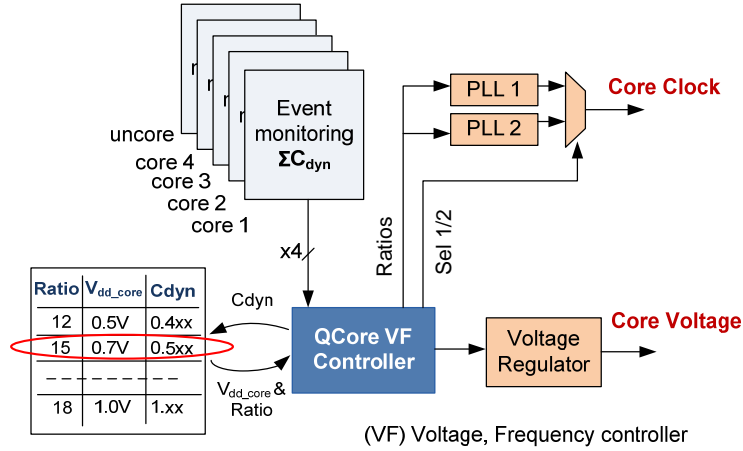 Event
monitoring
ΣCdyn
uncore
core 4
core 3
core 2
core 1
x4
PLL 1
PLL 2
Core Clock
Ratios
Sel 1/2
Ratio Vdd_core Cdyn
12 0.5V 0.4xx
15 0.7V 0.5xx
18 1.0V 1.xx
Cdyn
Vdd_core &
Ratio
QCore VF
Controller
Voltage
Regulator
Core Voltage
(VF) Voltage, Frequency controller